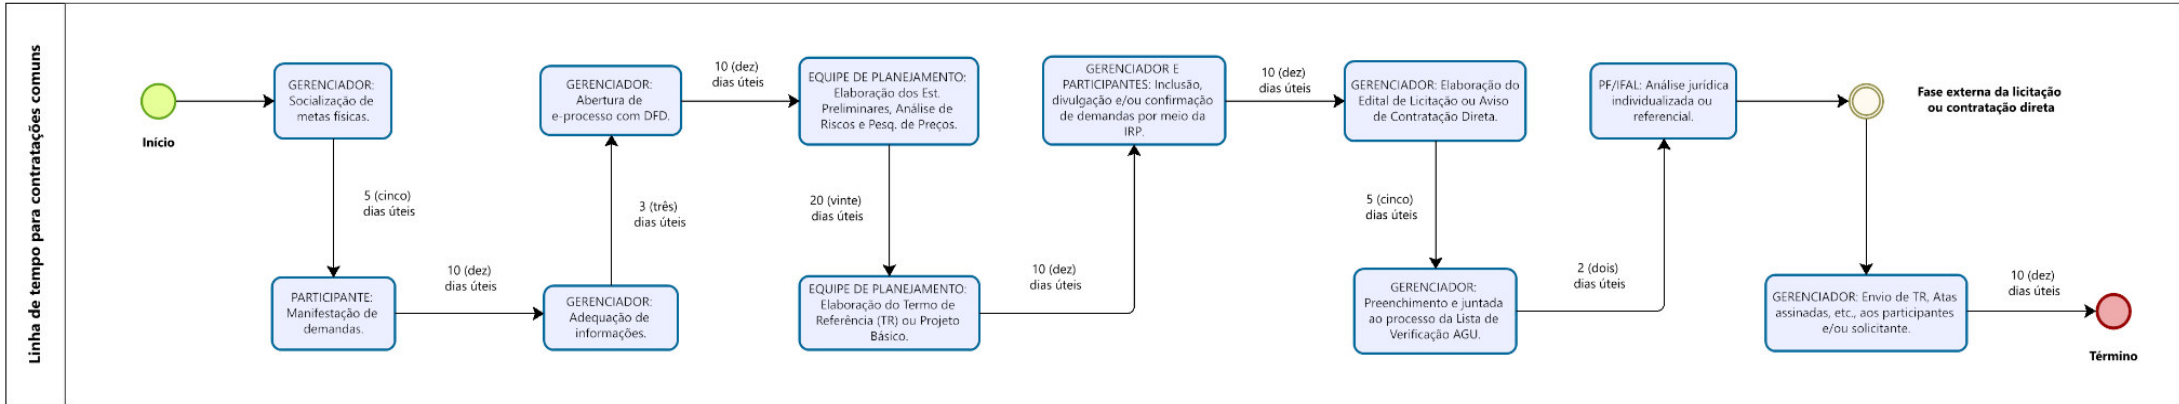 Linha de tempo para contratações comuns
Início
GERENCIADOR:
Socialização de
metas físicas.
5 (cinco)
dias úteis
PARTICIPANTE:
Manifestação de
demandas.
10 (dez)
dias úteis
GERENCIADOR:
Adequação de
informações.
3 (três)
dias úteis
GERENCIADOR:
Abertura de
e-processo com DFD.
10 (dez)
dias úteis
EQUIPE DE PLANEJAMENTO:
Elaboração dos Est.
Preliminares, Análise de
Riscos e Pesq. de Preços.
20 (vinte)
dias úteis
EQUIPE DE PLANEJAMENTO:
Elaboração do Termo de
Referência (TR) ou Projeto
Básico.
10 (dez)
dias úteis
GERENCIADOR E
PARTICIPANTES: Inclusão,
divulgação e/ou confirmação
de demandas por meio da
IRP.
10 (dez)
dias úteis
GERENCIADOR: Elaboração do
Edital de Licitação ou Aviso
de Contratação Direta.
5 (cinco)
dias úteis
GERENCIADOR:
Preenchimento e juntada
ao processo da Lista de
Verificação AGU.
2 (dois)
dias úteis
PF/IFAL: Análise jurídica
individualizada ou
referencial.
Fase externa da licitação
ou contratação direta
GERENCIADOR: Envio de TR, Atas
assinadas, etc., aos participantes
e/ou solicitante.
10 (dez)
dias úteis
Término